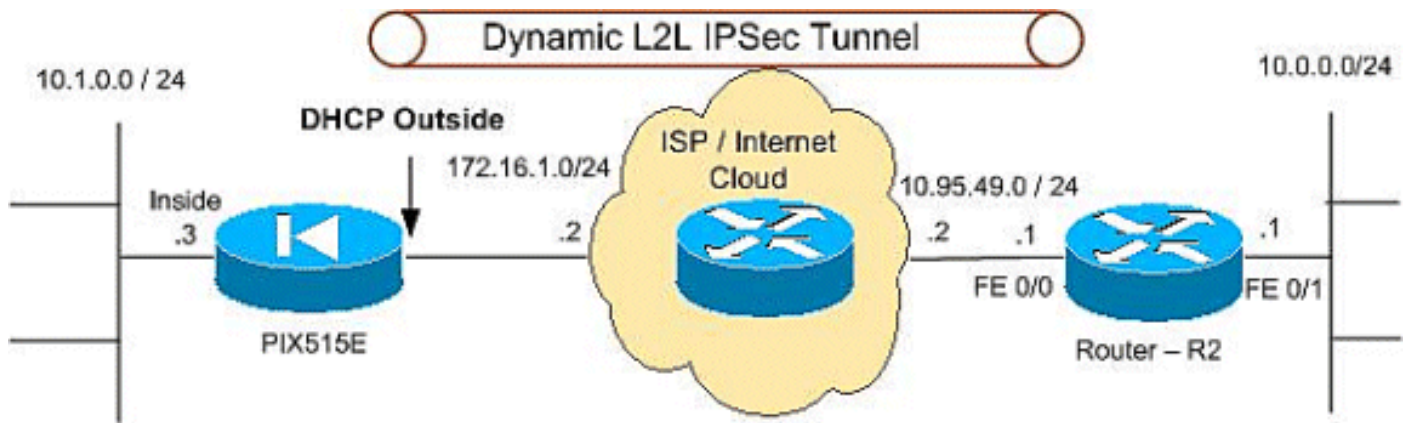 Dynamic L2L IPSec Tunnel
10.1.0.0 / 24
10.0.0.0/24
DHCP Outside
172.16.1.0/24
ISP / Internet
Cloud
10.95.49.0 / 24
Inside
.3
.2
.2
.1
.1
FE 0/0
FE 0/1
PIX515E
Router – R2